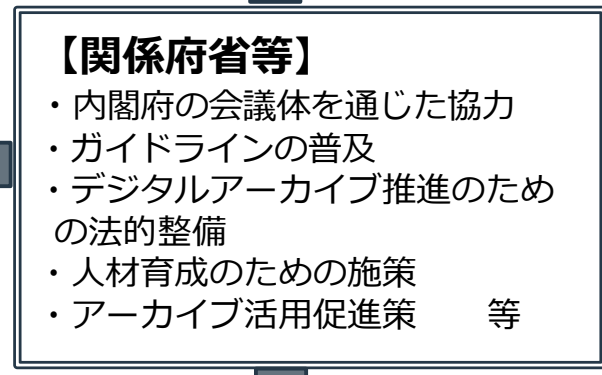 【関係府省等】
・内閣府の会議体を通じた協力
・ガイドラインの普及
・デジタルアーカイブ推進のため
の法的整備
・人材育成のための施策
・アーカイブ活用促進策　　等